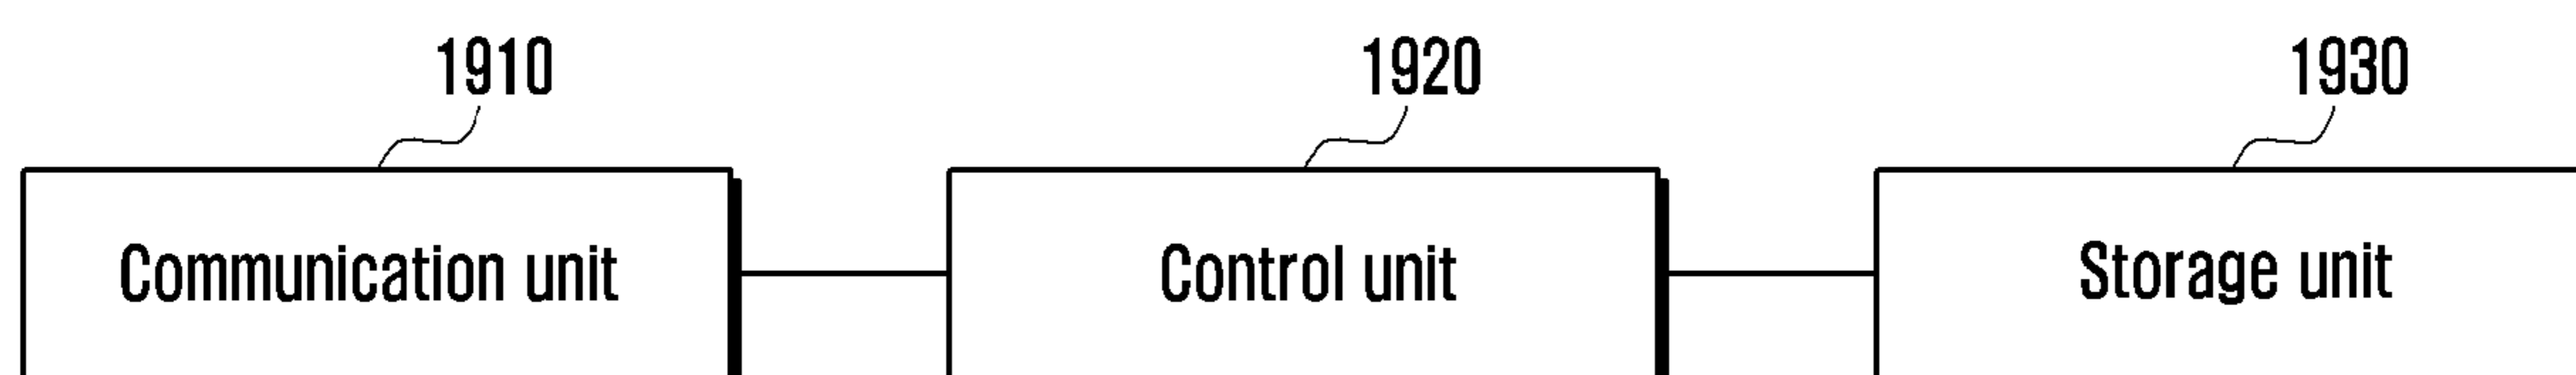 1910
1920
1930
Communication unit
Control unit
Storage unit